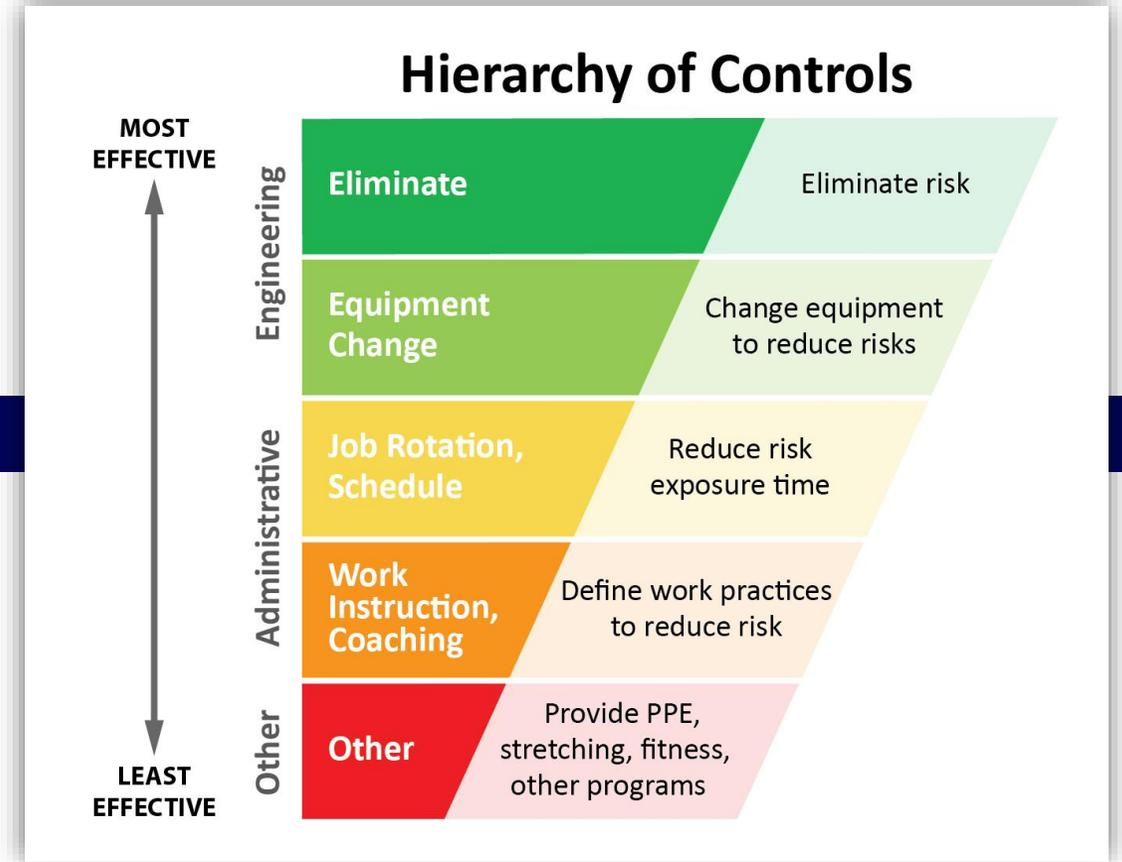 Hierarchy of Controls
MOST
EFFECTIVE
Engineering
Eliminate
Eliminate risk
Equipment
Change
Change equipment
to reduce risks
Administrative
Job Rotation,
Schedule
Reduce risk
exposure time
Work
Instruction,
Coaching
Define work practices
to reduce risk
Other
Other
Provide PPE,
stretching, fitness,
other programs
LEAST
EFFECTIVE